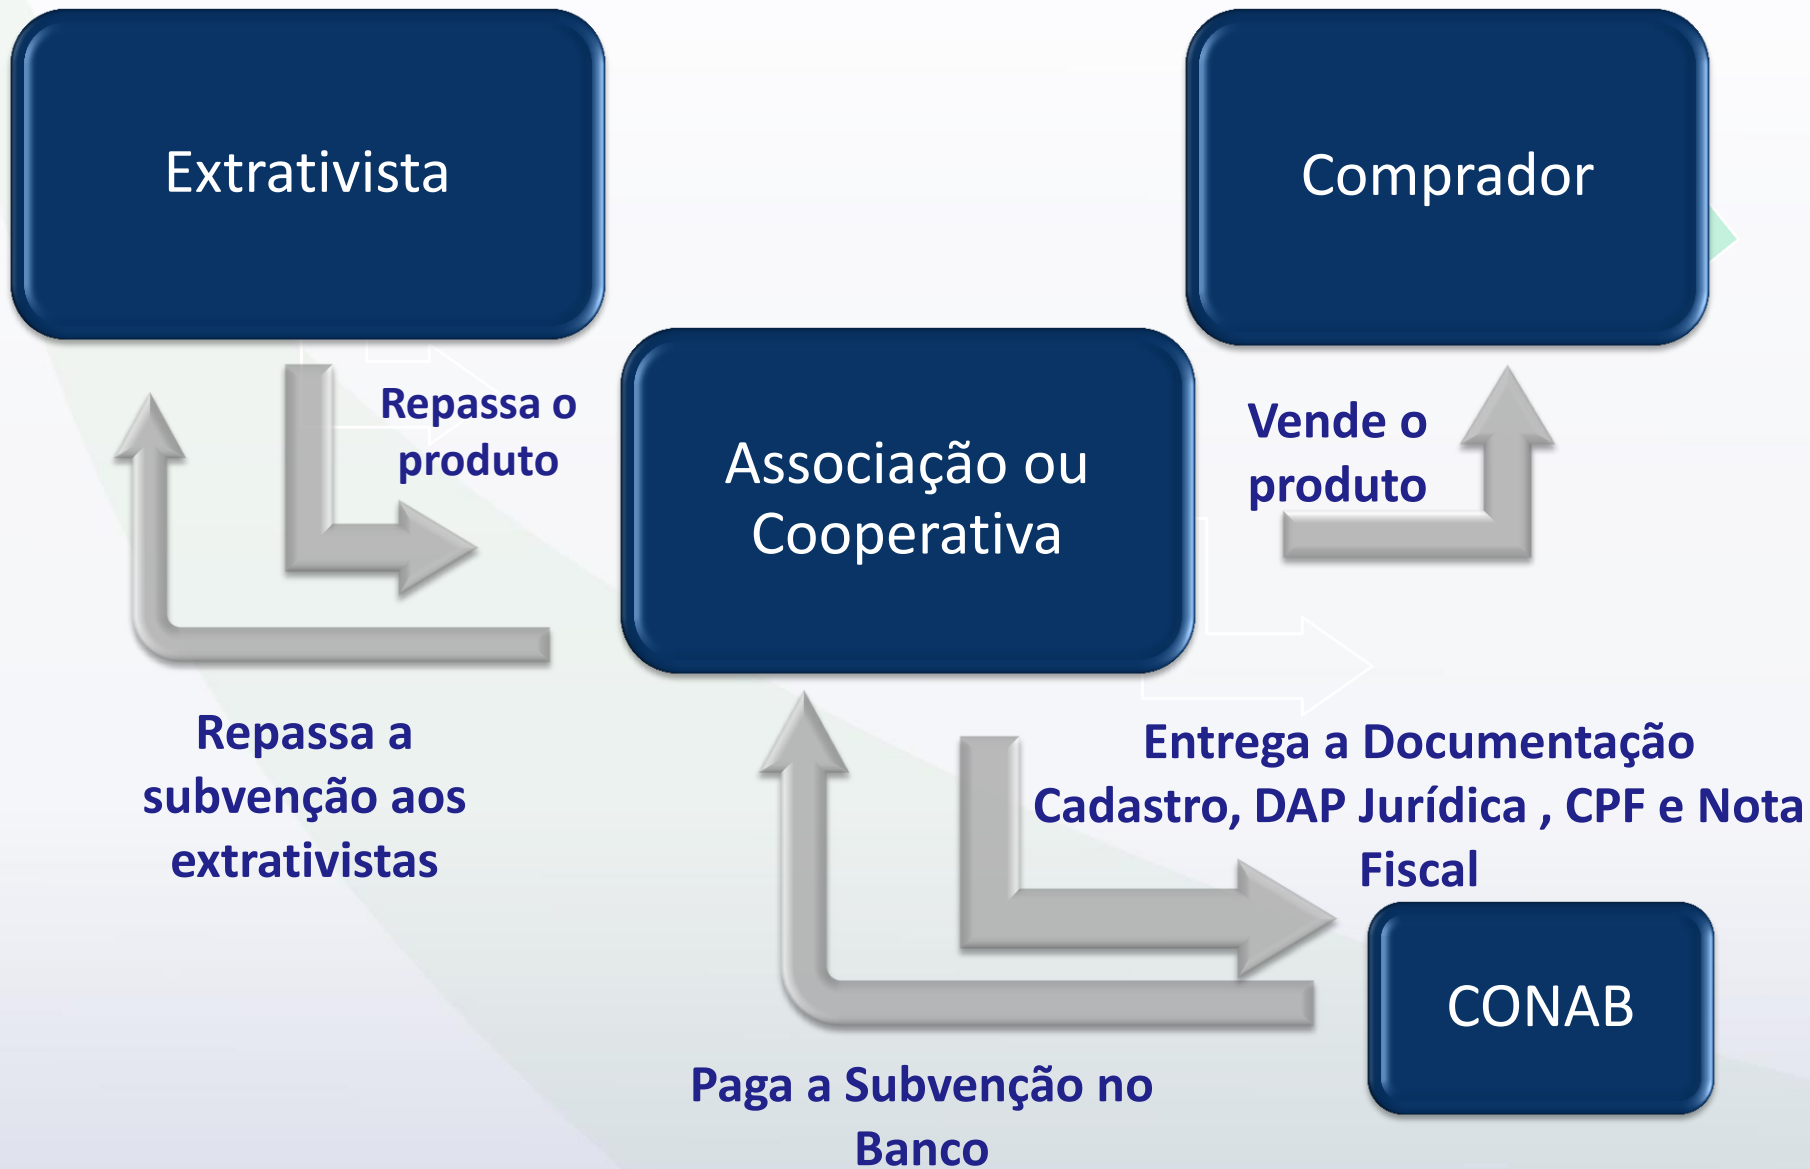 Extrativista
Comprador
Repassa o
produto
Associação ou
Cooperativa
Vende o
produto
Repassa a
subvenção aos
extrativistas
Entrega a Documentação
Cadastro, DAP Jurídica , CPF e Nota
Fiscal
CONAB
Paga a Subvenção no
Banco